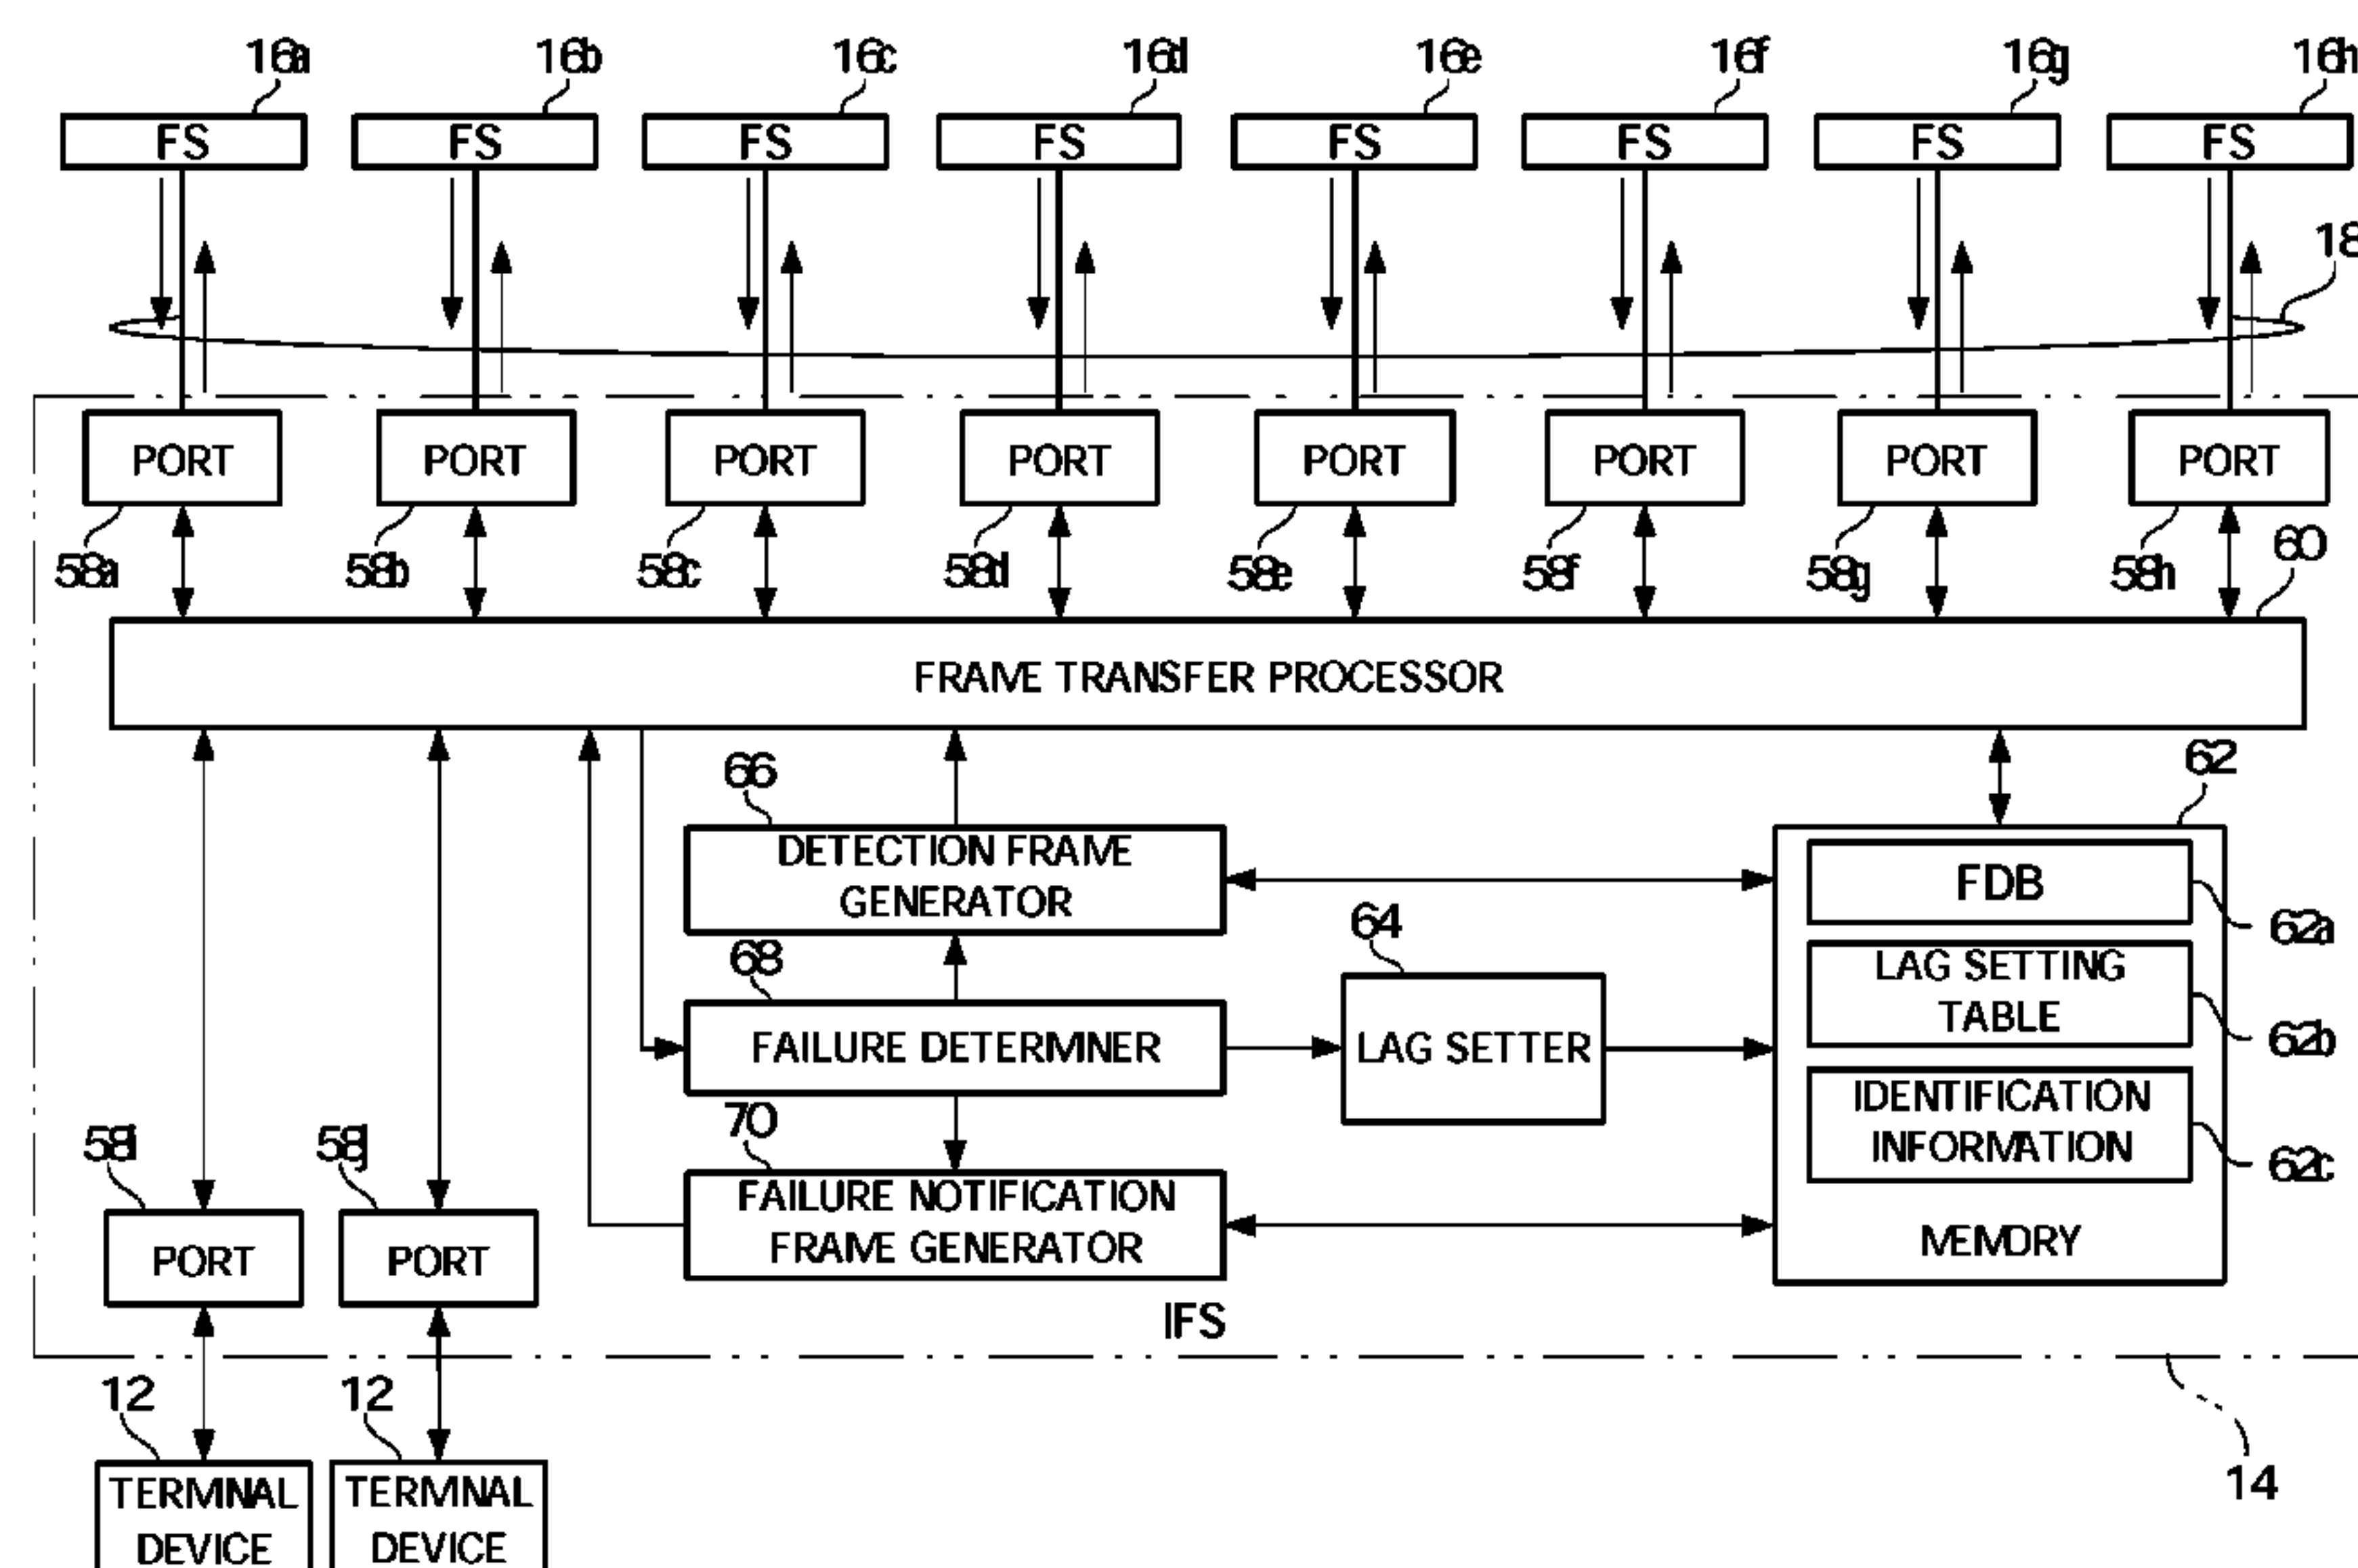 16a 16b 16c 16d 16e 16f 16g 16h
FS FS FS FS FS FS FS FS
18
PORT PORT PORT PORT PORT PORT PORT PORT
58a 58b 58c 58d 58e 58f 58g 58h 60
FRAME TRANSFER PROCESSOR
66 62
DETECTION FRAME
GENERATOR
FDB
64 62a
68
LAG SETTING
TABLE
FAILURE DETERMINER LAG SETTER
62b
IDENTIFICATION
INFORMATION
70
58i 58j 62c
FAILURE NOTIFICATION
FRAME GENERATOR
MEMORY
PORT PORT
IFS
12 12
14
TERMINAL TERMINAL
DEVICE DEVICE